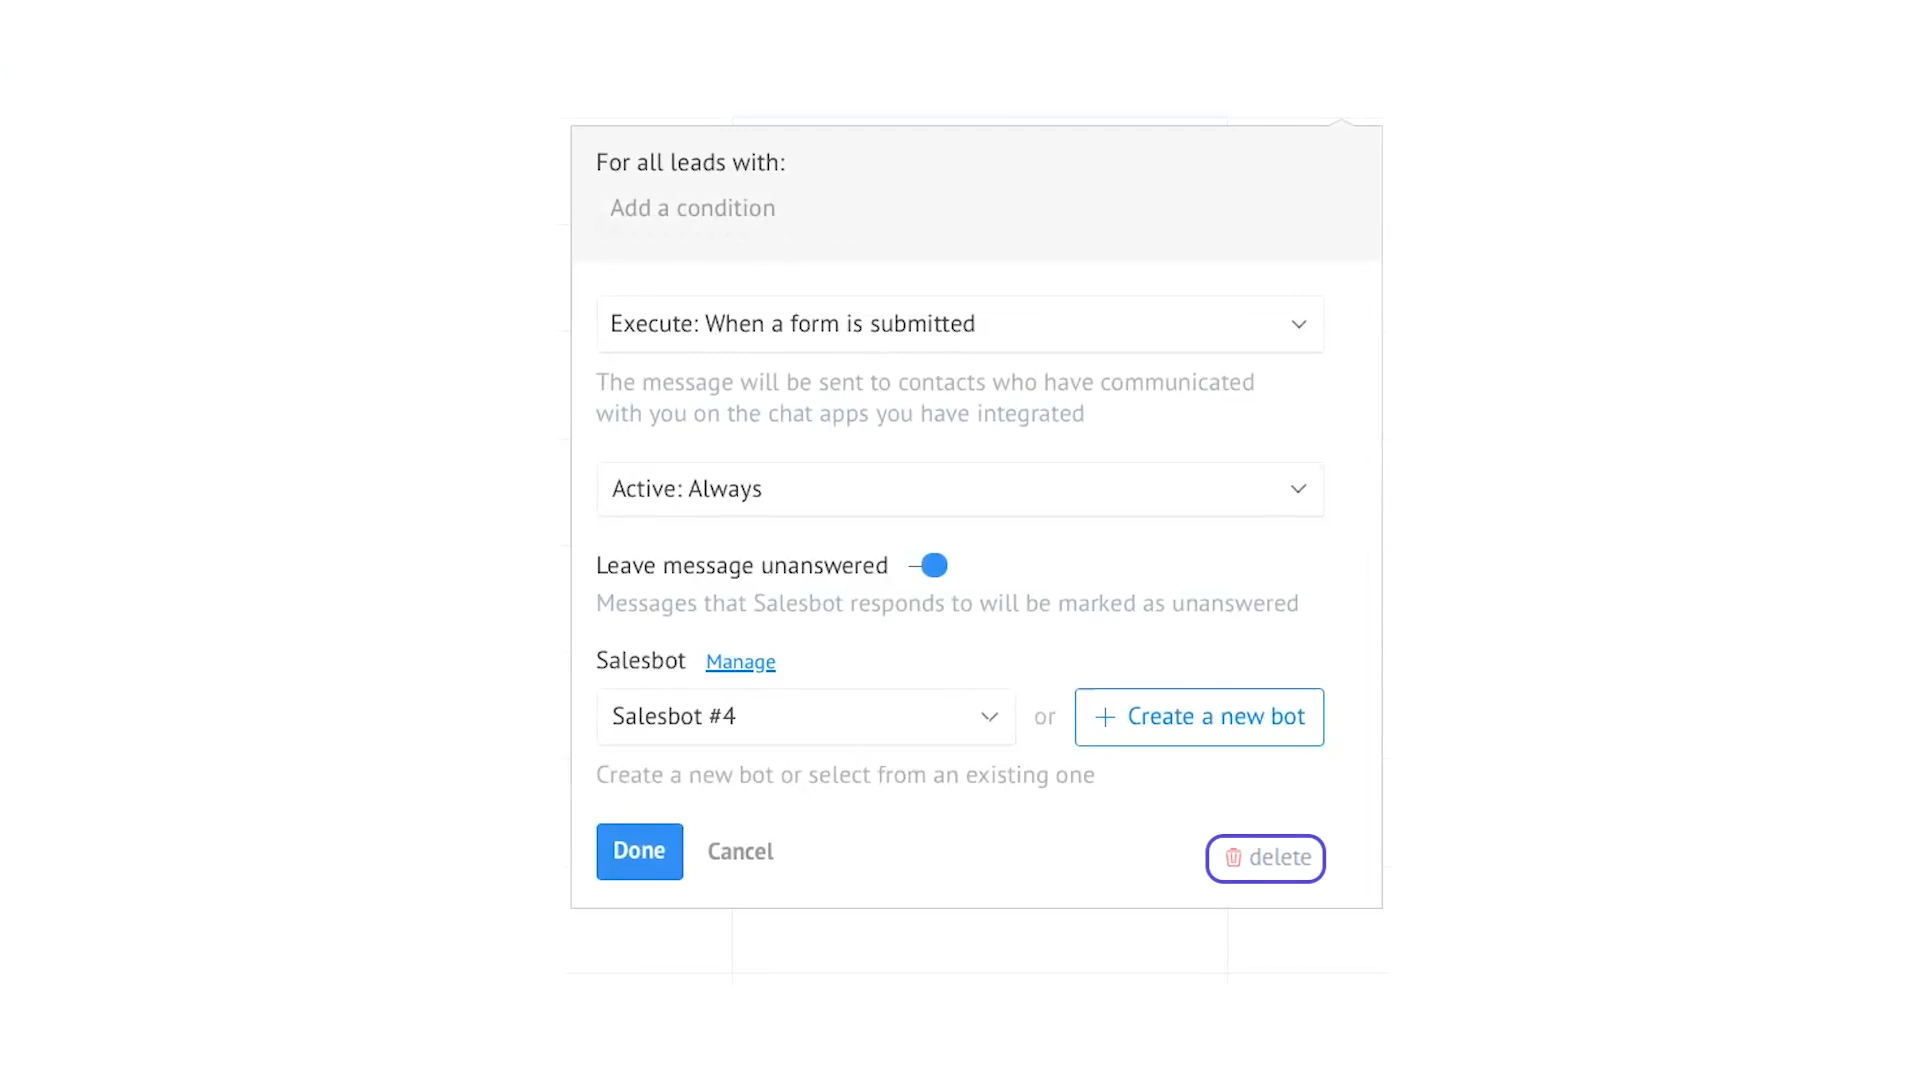 For all leads with:
Add a condition
Execute: When a form is submitted
The message will be sent to contacts who have communicated
with you on the chat apps you have integrated
Active: Always
Leave message unanswered
Messages that Salesbot responds to will be marked as unanswered
Salesbot Manage
Salesbot #4 or + Create a new bot
Create a new bot or select from an existing one
Done Cancel delete